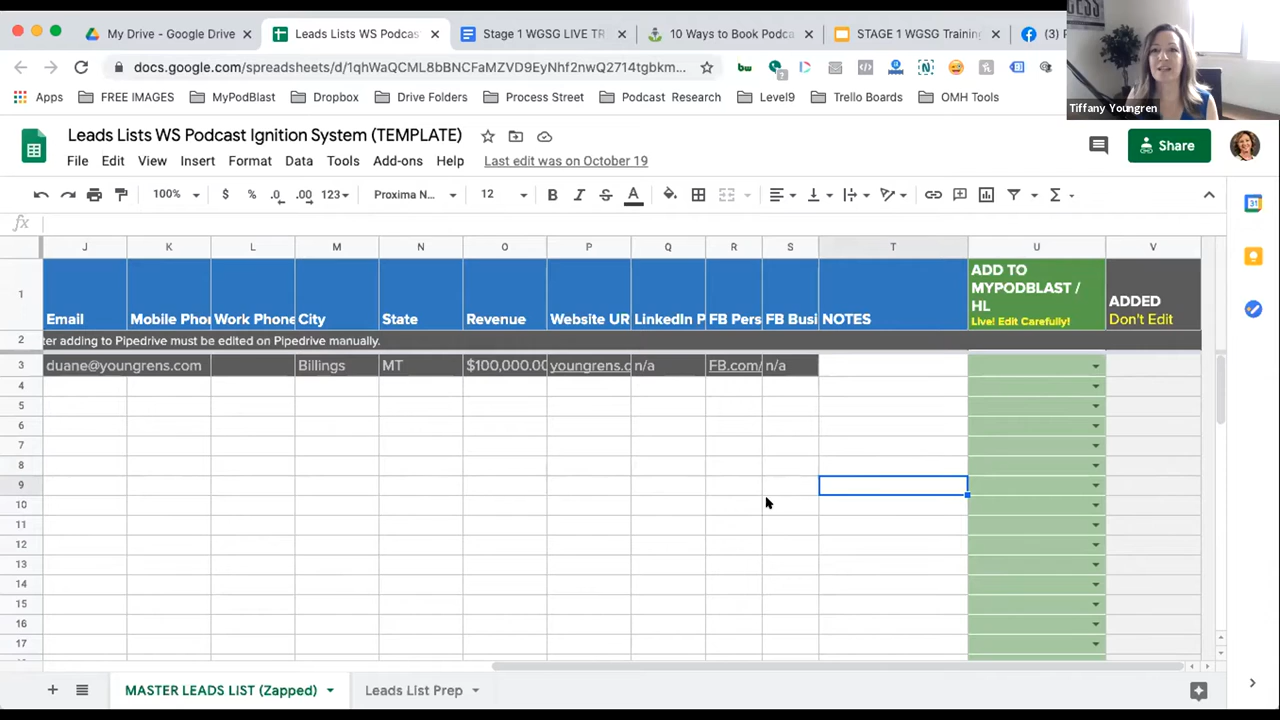 My Drive - Google Drive
Leads Lists WS Podcas
Stage 1 WGSG LIVE TR
10 Ways to Book Podca
STAGE 1 WGSG Training
(3)
docs.google.com/spreadsheets/d/1qhWaQCML8bBNCFaMZV09EyNhf2nwQ2714tgbkm...
Apps
FREE IMAGES
MyPodBlast
Dropbox
Drive Folders
Process Street
Podcast Research
Level9
Trello Boards
OMH Tools
Tiffany Youngren
Leads Lists WS Podcast Ignition System (TEMPLATE)
File Edit View Insert Format Data Tools Add-ons Help Last edit was on October 19
Share
100% $ % .0 .00 123 Proxima N... 12 B I S A
fx
J K L M N O P Q R S T U V
1 Email Mobile Phon Work Phone City State Revenue Website UR LinkedIn P FB Pers FB Busi NOTES
ADD TO
MYPODBLAST /
HL
Live! Edit Carefully!
ADDED
Don't Edit
2 ter adding to Pipedrive must be edited on Pipedrive manually.
3 duane@youngrens.com Billings MT $100,000.00 youngrens.c n/a FB.com/ n/a
4
5
6
7
8
9
10
11
12
13
14
15
16
17
MASTER LEADS LIST (Zapped)
Leads List Prep